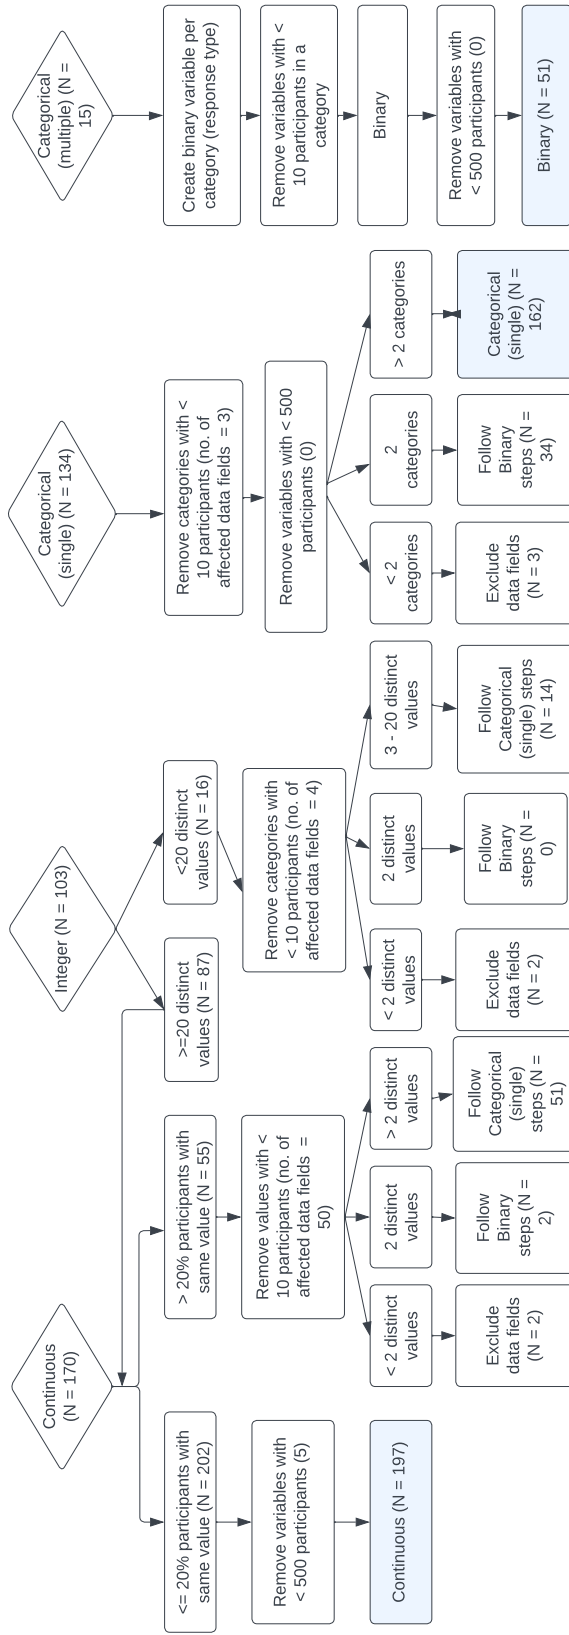 Continuous
(N = 170)
<= 20% participants with
same value (N = 202)
Remove variables with
< 500 participants (5)
Continuous (N = 197)
> 20% participants with
same value (N = 55)
Remove values with <
10 participants (no. of
affected data fields =
50)
< 2 distinct
values
Exclude
data fields
(N = 2)
2 distinct
values
Follow
Binary
steps (N =
2)
> 2 distinct
values
Follow
Categorical
(single)
steps (N =
51)
Integer (N = 103)
>=20 distinct
values (N = 87)
<20 distinct
values (N = 16)
Remove categories with
< 10 participants (no. of
affected data fields = 4)
< 2 distinct
values
Exclude
data fields
(N = 2)
2 distinct
values
Follow
Binary
steps (N =
0)
3 - 20 distinct
values
Follow
Categorical
(single) steps
(N = 14)
Categorical
(single) (N = 134)
Remove categories with <
10 participants (no. of
affected data fields = 3)
Remove variables with < 500
participants (0)
< 2
categories
Exclude
data fields
(N = 3)
2
categories
Follow
Binary
steps (N =
34)
> 2 categories
Categorical
(single) (N =
162)
Categorical
(multiple) (N =
15)
Create binary variable per
category (response type)
Remove variables with <
10 participants in a
category
Binary
Remove variables with
< 500 participants (0)
Binary (N = 51)